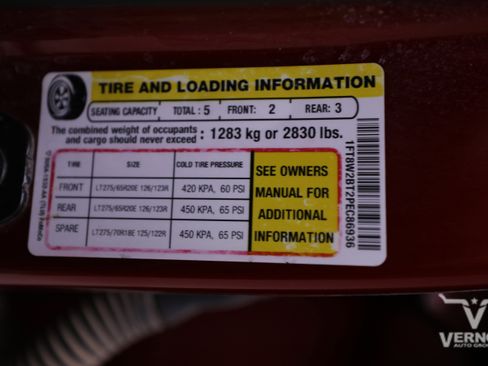 TIRE AND LOADING INFORMATION
SEATING CAPACITY TOTAL : 5 FRONT: 2 REAR: 3
The combined weight of occupants and cargo should never exceed : 1283 kg or 2830 lbs.
TIRE SIZE COLD TIRE PRESSURE
FRONT LT275/65R20E 126/123R 420 KPA, 60 PSI
REAR LT275/65R20E 126/123R 450 KPA, 65 PSI
SPARE LT275/70R18E 125/122R 450 KPA, 65 PSI
SEE OWNERS
MANUAL FOR
ADDITIONAL
INFORMATION
1FT8W2BT2PEC86936
AUTO GROUP